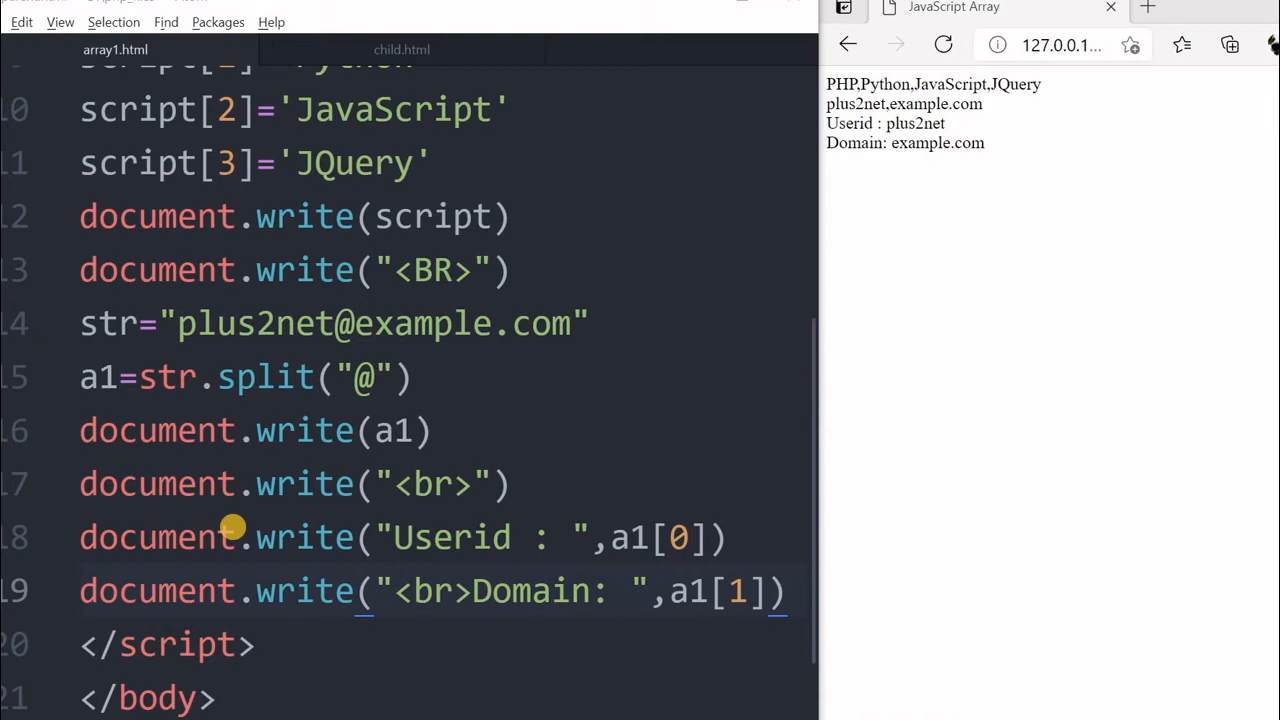 Edit View Selection Find Packages Help
array1.html child.html
10 script[2]='JavaScript'
11 script[3]='JQuery'
12 document.write(script)
13 document.write("<BR>")
14 str="plus2net@example.com"
15 a1=str.split("@")
16 document.write(a1)
17 document.write("<br>")
18 document.write("Userid : ",a1[0])
19 document.write("<br>Domain: ",a1[1])
20 </script>
21 </body>
JavaScript Array
127.0.0.1...
PHP,Python,JavaScript,JQuery
plus2net,example.com
Userid : plus2net
Domain: example.com